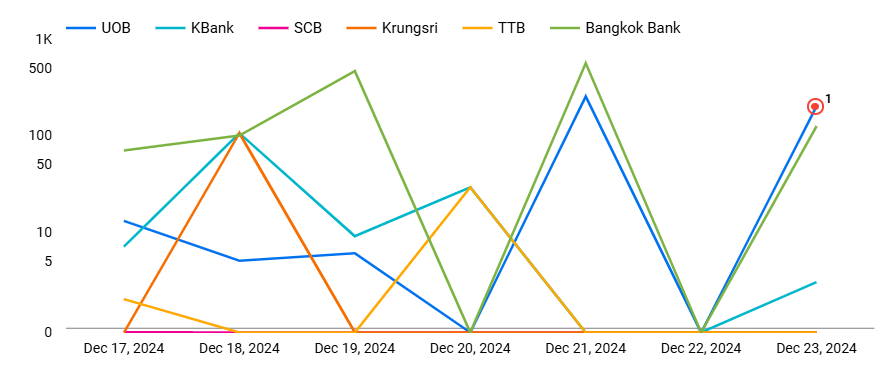 UOB KBank SCB Krungsri TTB Bangkok Bank
1K
500
100
50
10
5
0
1
Dec 17, 2024 Dec 18, 2024 Dec 19, 2024 Dec 20, 2024 Dec 21, 2024 Dec 22, 2024 Dec 23, 2024